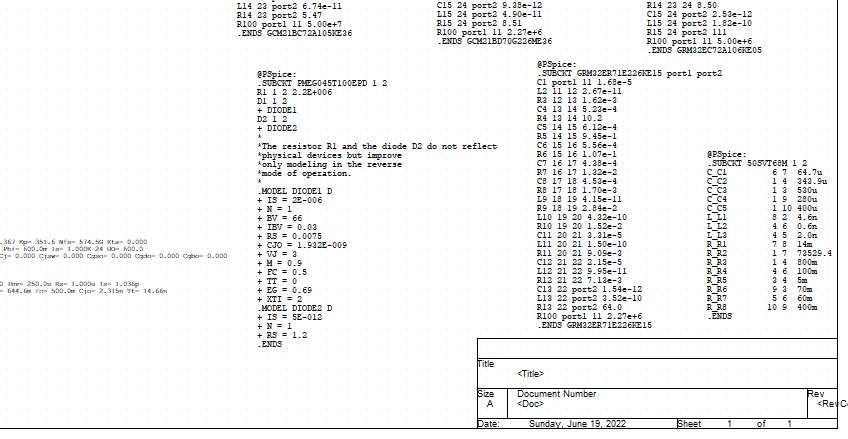 L14 23 port2 6.74e-11
R14 23 port2 5.47
R100 port1 11 5.00e+7
.ENDS GCM21BC72A105KE36
C15 24 port2 9.38e-12
L15 24 port2 4.90e-11
R15 24 port2 8.51
R100 port1 11 2.27e+6
.ENDS GCM21BD70G226ME36
R14 23 24 8.50
C15 24 port2 2.53e-12
L15 24 port2 1.82e-10
R15 24 port2 111
R100 port1 11 5.00e+6
.ENDS GRM32EC72A106KE05
@PSpice:
.SUBCKT PMEG045T100EPD 1 2
R1 1 2 2.2E+006
D1 1 2
+ DIODE1
D2 1 2
+ DIODE2
*
*The resistor R1 and the diode D2 do not reflect
*physical devices but improve
*only modeling in the reverse
*mode of operation.
*
.MODEL DIODE1 D
+ IS = 2E-006
+ N = 1
+ BV = 66
+ IBV = 0.03
+ RS = 0.0075
+ CJO = 1.932E-009
+ VJ = 3
+ M = 0.9
+ FC = 0.5
+ TT = 0
+ EG = 0.69
+ XTI = 2
.MODEL DIODE2 D
+ IS = 5E-012
+ N = 1
+ RS = 1.2
.ENDS
@PSpice:
.SUBCKT GRM32ER71E226KE15 port1 port2
C1 port1 11 1.68e-5
L2 11 12 2.67e-11
R3 12 13 1.62e-3
C4 13 14 5.23e-4
R4 13 14 10.2
C5 14 15 6.12e-4
R5 14 15 9.45e-1
C6 15 16 5.56e-4
R6 15 16 1.07e-1
C7 16 17 4.38e-4
R7 16 17 1.32e-2
C8 17 18 4.53e-4
R8 17 18 1.70e-3
L9 18 19 4.15e-11
R9 18 19 2.84e-2
L10 19 20 4.32e-10
R10 19 20 1.52e-2
C11 20 21 3.31e-5
L11 20 21 1.50e-10
R11 20 21 9.09e-3
C12 21 22 2.15e-5
L12 21 22 9.95e-11
R12 21 22 7.13e-3
C13 22 port2 1.54e-12
L13 22 port2 3.52e-10
R13 22 port2 64.0
R100 port1 11 2.27e+6
.ENDS GRM32ER71E226KE15
@PSpice:
.SUBCKT 50SVT68M 1 2
C_C1 6 7 64.7u
C_C2 1 4 343.9u
C_C3 1 3 530u
C_C4 1 9 280u
C_C5 1 10 400u
L_L1 8 2 4.6n
L_L2 4 6 0.6n
L_L3 4 5 2.0n
R_R1 7 8 14m
R_R2 1 7 73529.4
R_R3 1 4 800m
R_R4 4 6 100m
R_R5 3 4 5m
R_R6 9 3 70m
R_R7 5 6 60m
R_R8 10 9 400m
.ENDS
.367 Kp= 351.6 Nfs= 574.5G Eta= 0.000
Phi= 600.0m Is= 1.000E-24 UO= 600.0
Cj= 0.000 Cjsw= 0.000 Cgso= 0.000 Cgdo= 0.000 Cgbo= 0.000
0 Ibv= 250.0u Rs= 1.000u Is= 1.036p
= 644.6m Fc= 500.0m Cjo= 2.315n Tt= 14.66n
Title
<Title>
Size Document Number Rev
A <Doc>
Date: Sunday, June 19, 2022 Sheet 1 of 1